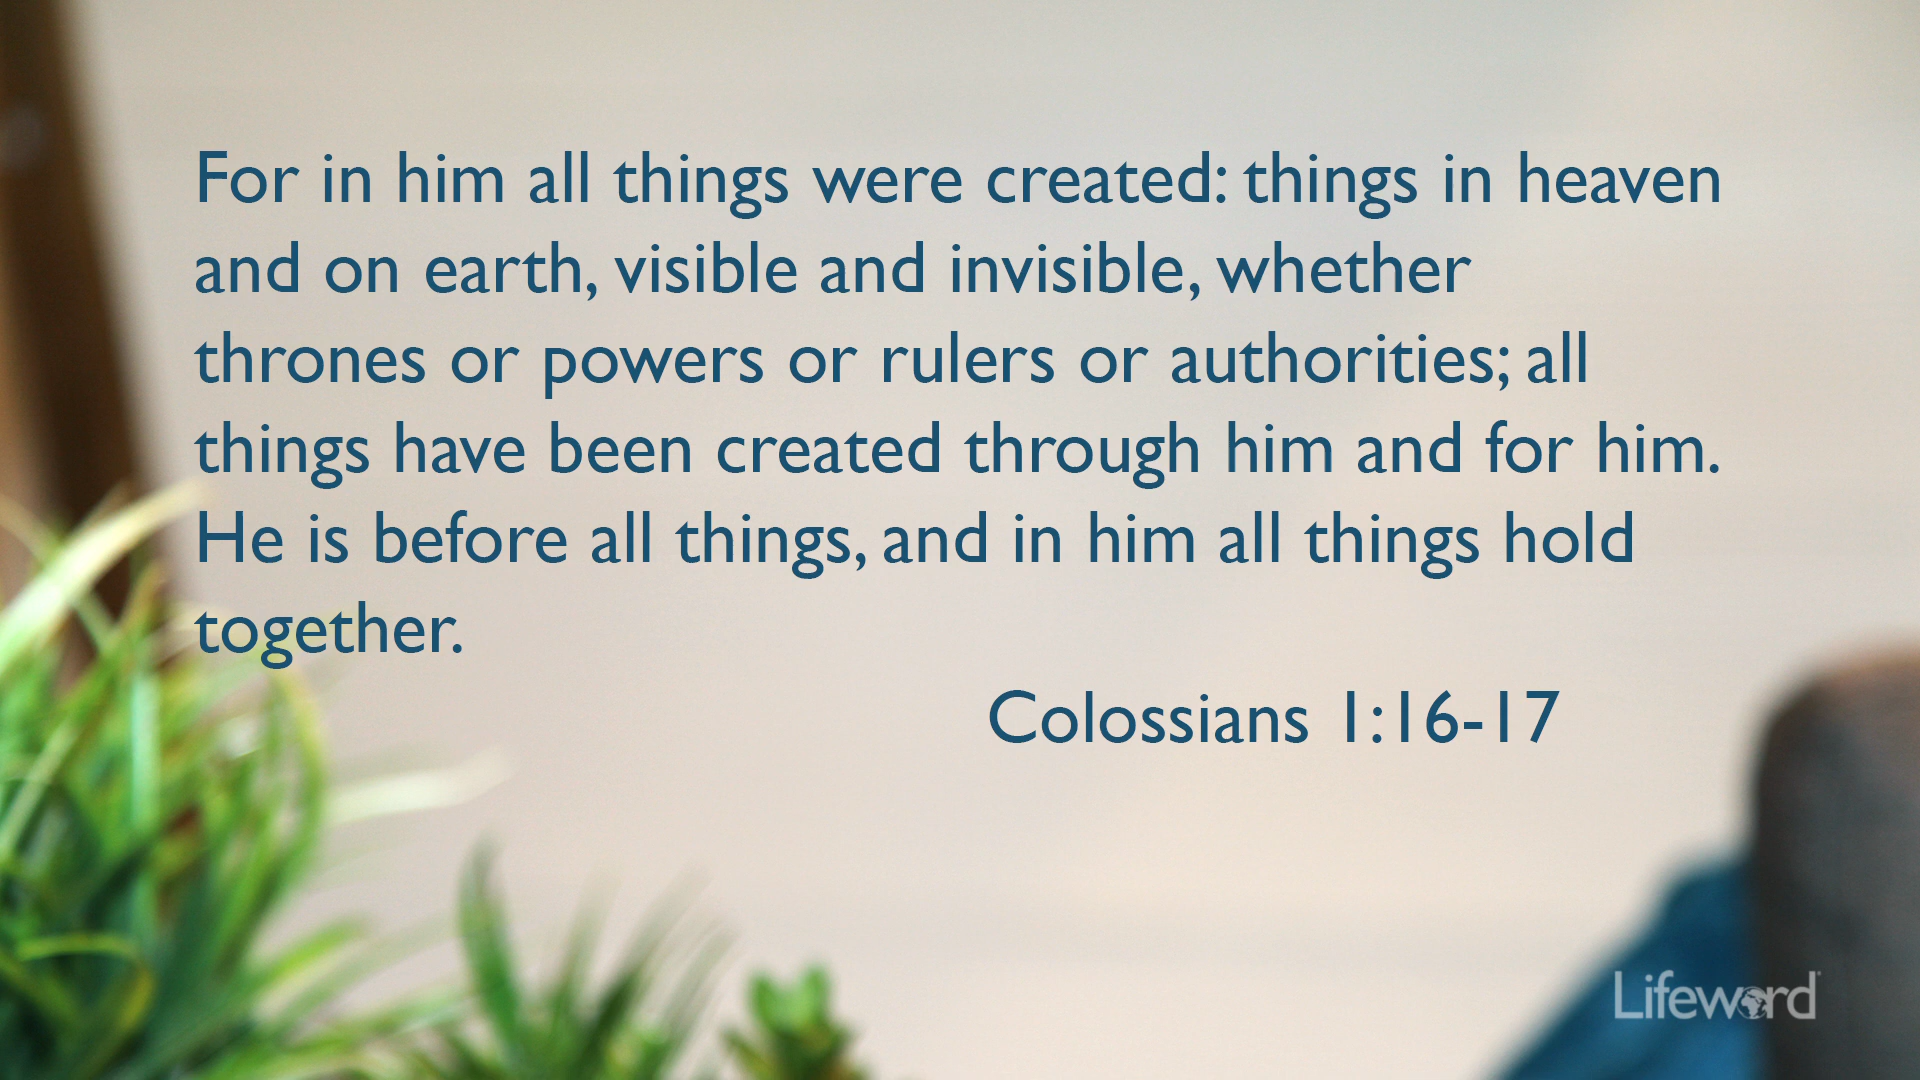 For in him all things were created: things in heaven
and on earth, visible and invisible, whether
thrones or powers or rulers or authorities; all
things have been created through him and for him.
He is before all things, and in him all things hold
together.
Colossians 1:16-17
Lifeword